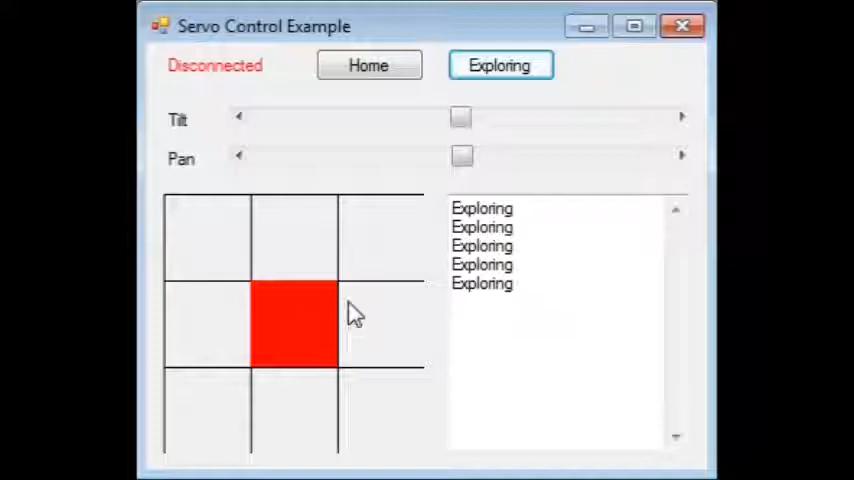 Servo Control Example
Disconnected
Home
Exploring
Tilt
Pan
Exploring
Exploring
Exploring
Exploring
Exploring